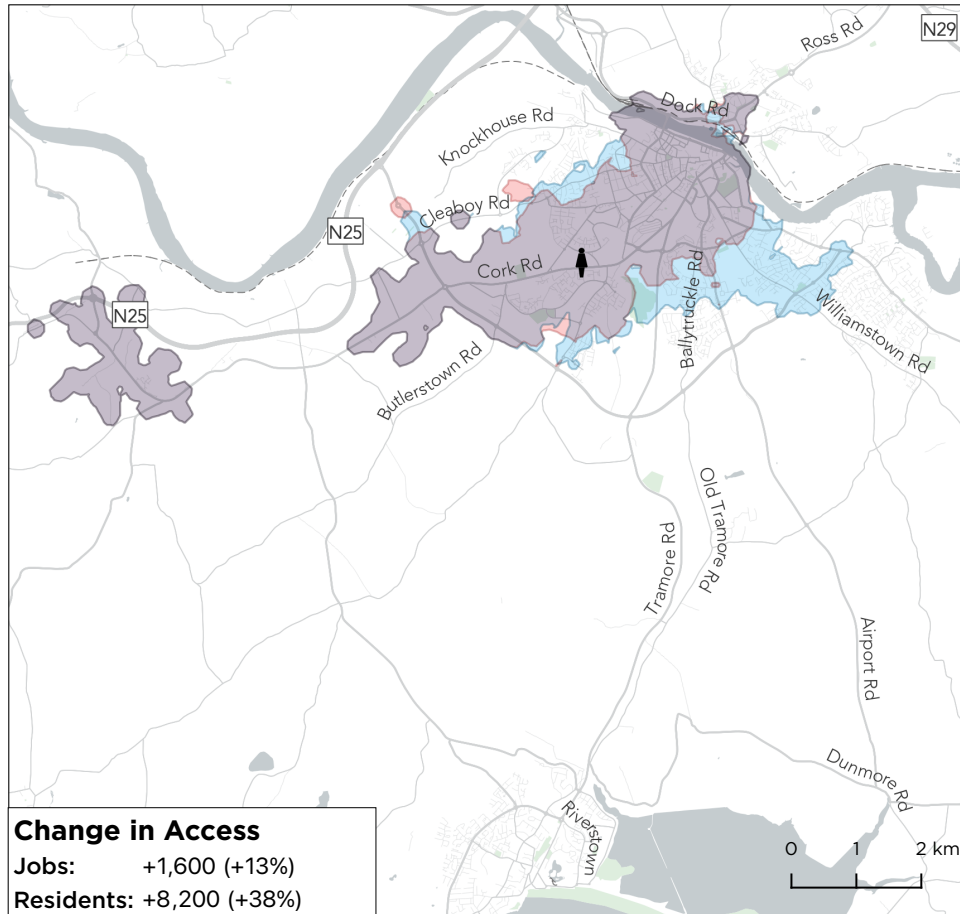 N29
Ross Rd
Dock Rd
Knockhouse Rd
Cleaboy Rd
N25
Cork Rd
Ballytruckle Rd
N25
Williamstown Rd
Butlerstown Rd
Old Tramore Rd
Tramore Rd
Airport Rd
Dunmore Rd
Riverstown
Change in Access
Jobs: +1,600 (+13%)
Residents: +8,200 (+38%)
0 1 2 km